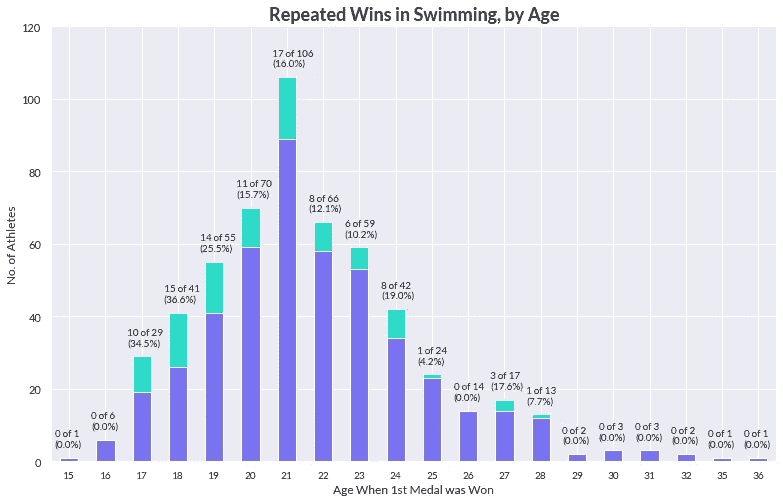 Repeated Wins in Swimming, by Age
No. of Athletes
120
100
80
60
40
20
0
0 of 1
(0.0%)
0 of 6
(0.0%)
10 of 29
(34.5%)
15 of 41
(36.6%)
14 of 55
(25.5%)
11 of 70
(15.7%)
17 of 106
(16.0%)
8 of 66
(12.1%)
6 of 59
(10.2%)
8 of 42
(19.0%)
1 of 24
(4.2%)
0 of 14
(0.0%)
3 of 17
(17.6%)
1 of 13
(7.7%)
0 of 2
(0.0%)
0 of 3
(0.0%)
0 of 3
(0.0%)
0 of 2
(0.0%)
0 of 1
(0.0%)
0 of 1
(0.0%)
15 16 17 18 19 20 21 22 23 24 25 26 27 28 29 30 31 32 35 36
Age When 1st Medal was Won